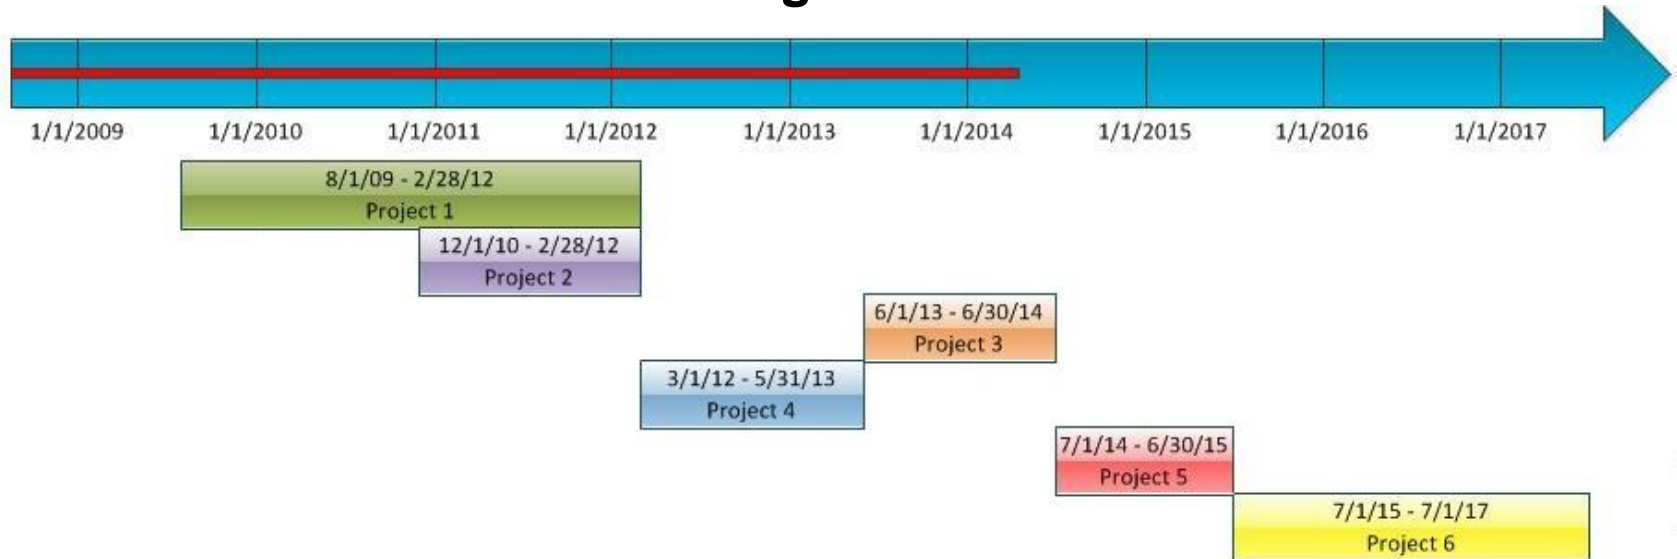 1/1/2009 1/1/2010 1/1/2011 1/1/2012 1/1/2013 1/1/2014 1/1/2015 1/1/2016 1/1/2017
8/1/09 - 2/28/12
Project 1
12/1/10 - 2/28/12
Project 2
6/1/13 - 6/30/14
Project 3
3/1/12 - 5/31/13
Project 4
7/1/14 - 6/30/15
Project 5
7/1/15 - 7/1/17
Project 6